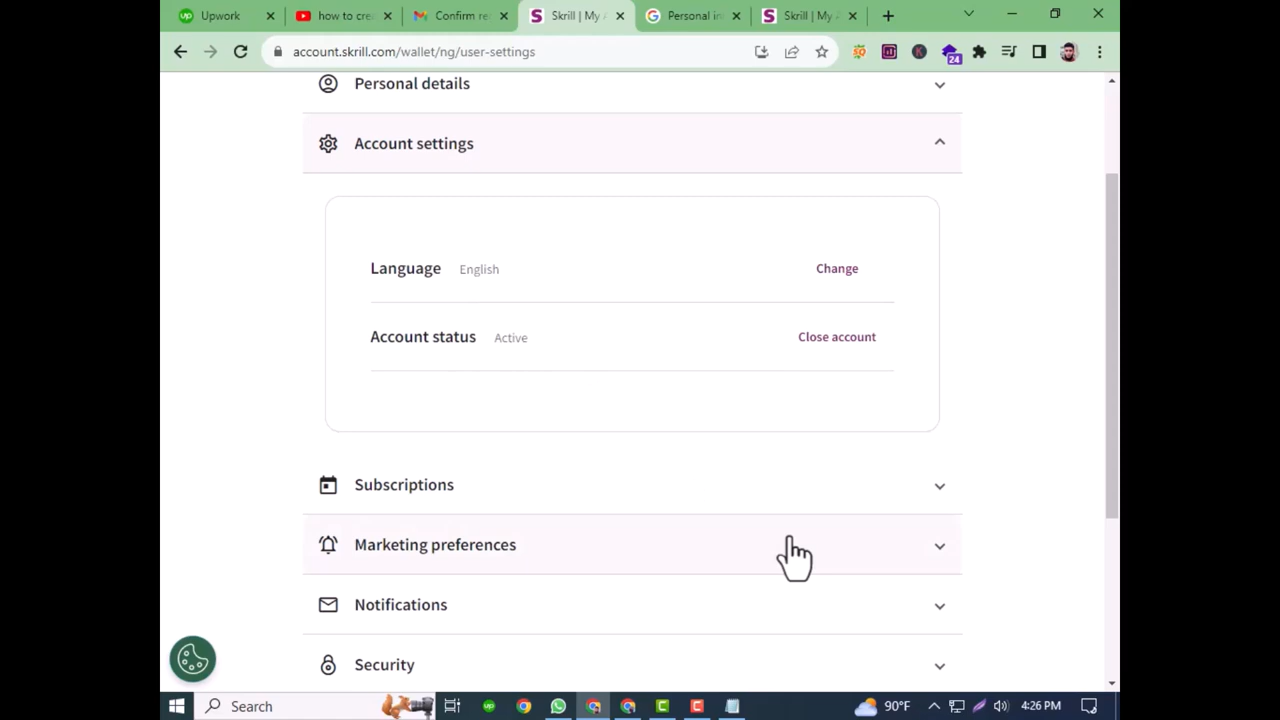 Upwork
how to cre
Confirm re
Skrill | My A
Personal in
Skrill | My A
account.skrill.com/wallet/ng/user-settings
24
Personal details
Account settings
Language English Change
Account status Active Close account
Subscriptions
Marketing preferences
Notifications
Security
Search
90°F
4:26 PM